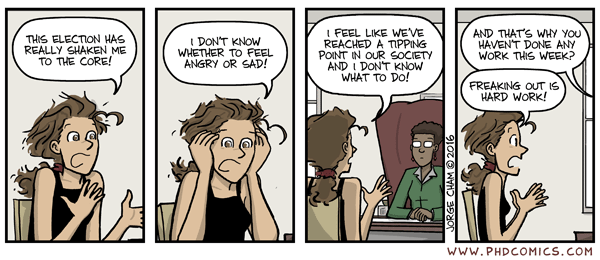 THIS ELECTION HAS
REALLY SHAKEN ME
TO THE CORE!
I DON'T KNOW
WHETHER TO FEEL
ANGRY OR SAD!
I FEEL LIKE WE'VE
REACHED A TIPPING
POINT IN OUR SOCIETY
AND I DON'T KNOW
WHAT TO DO!
JORGE CHAM © 2016
AND THAT'S WHY YOU
HAVEN'T DONE ANY
WORK THIS WEEK?
FREAKING OUT IS
HARD WORK!
WWW.PHDCOMICS.COM